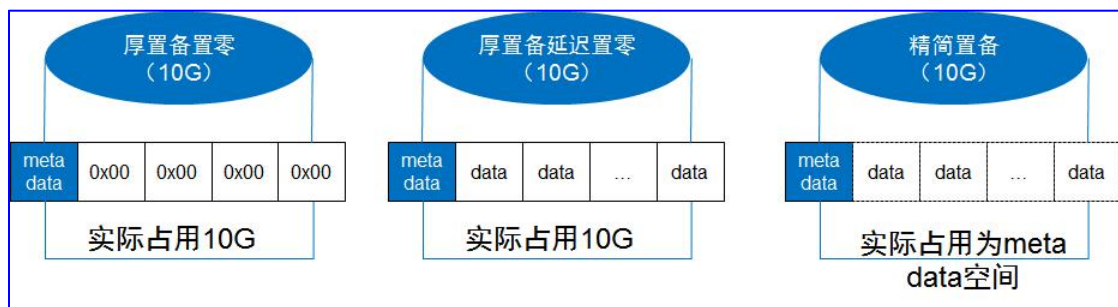 厚置备置零
（10G）
meta
data
0x00
0x00
0x00
0x00
实际占用10G
厚置备延迟置零
（10G）
meta
data
data
data
...
data
实际占用10G
精简置备
（10G）
meta
data
data
data
...
data
实际占用为meta
data空间